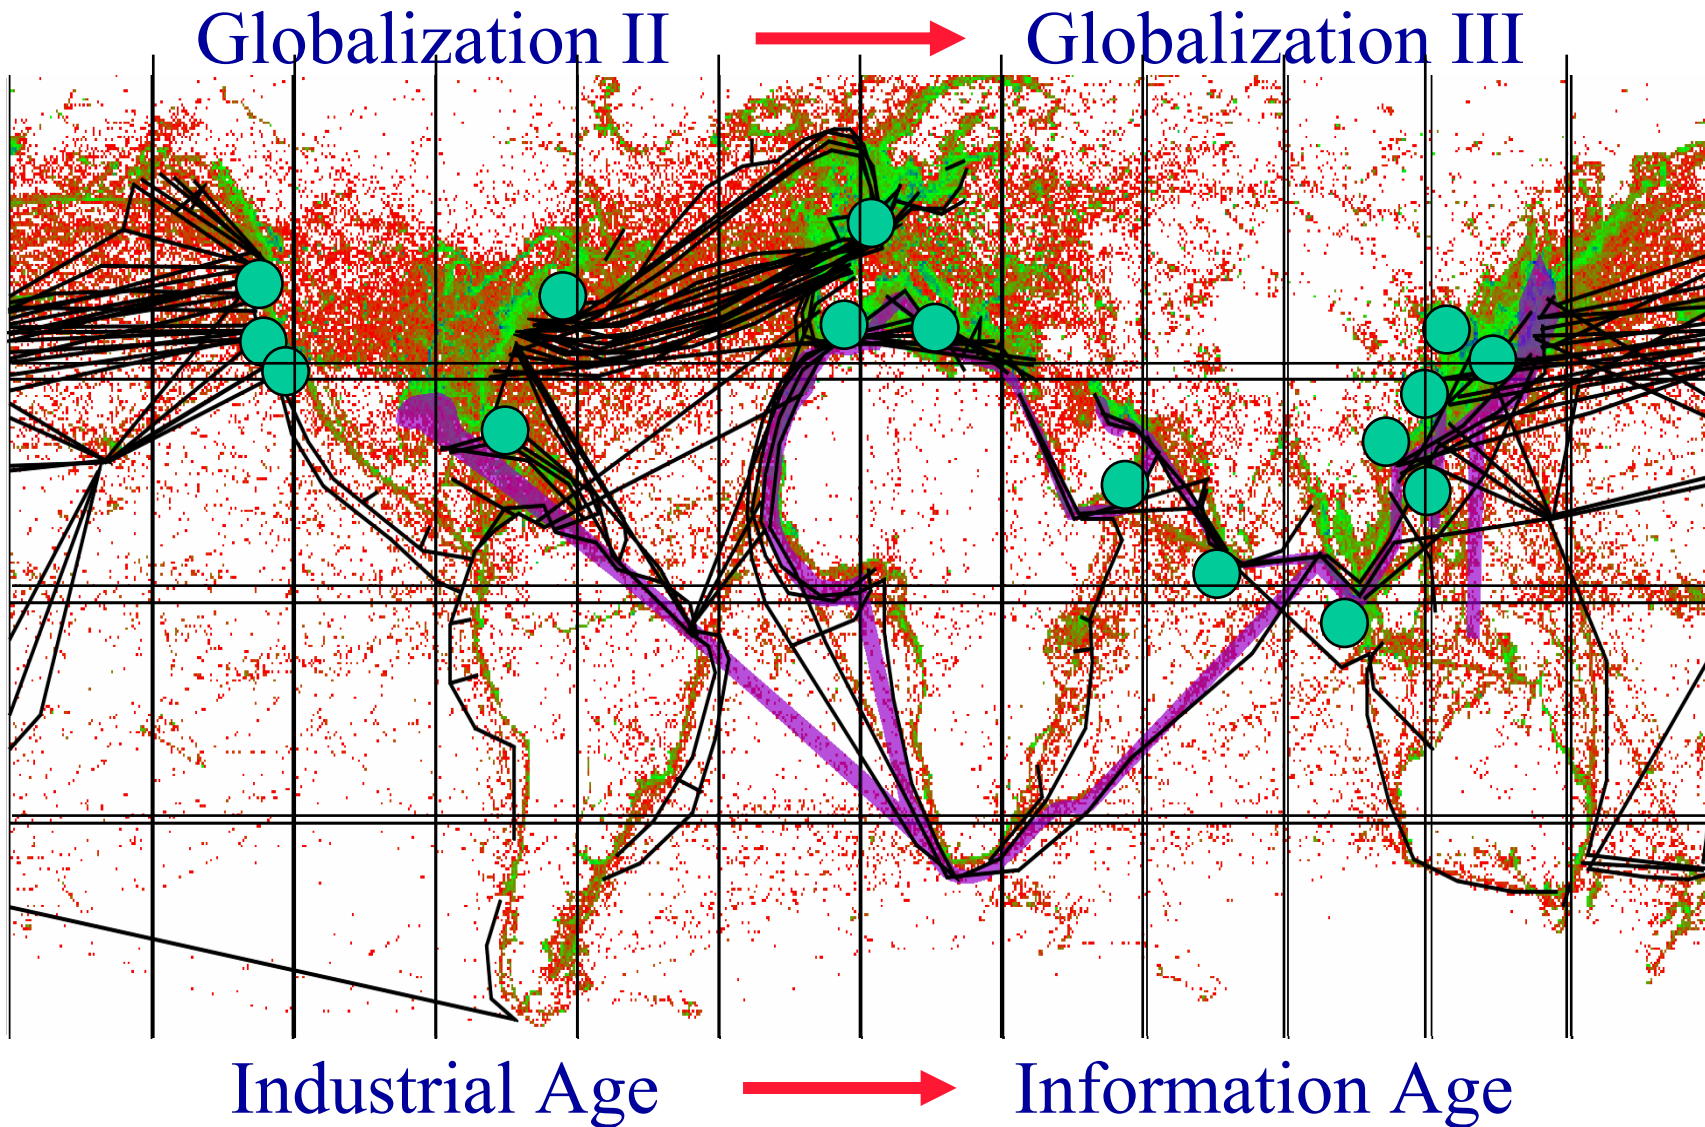 Globalization II
Globalization III
Industrial Age
Information Age